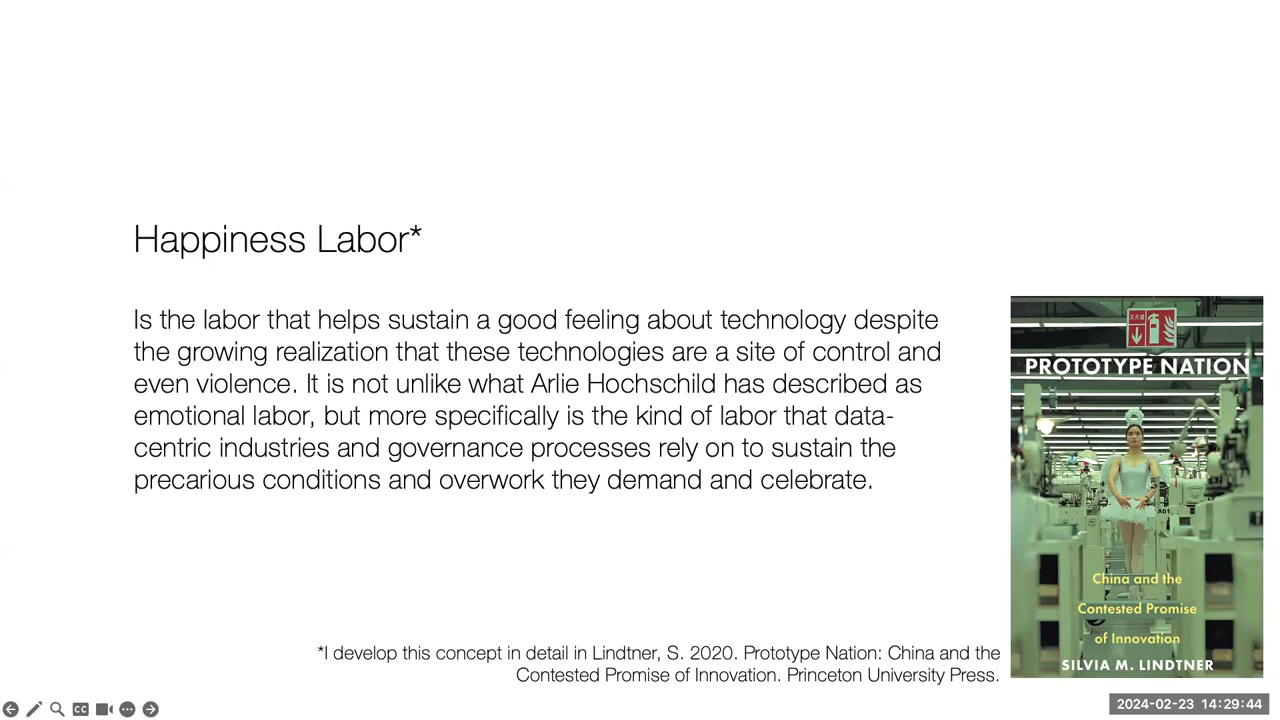 Happiness Labor*
Is the labor that helps sustain a good feeling about technology despite
the growing realization that these technologies are a site of control and
even violence. It is not unlike what Arlie Hochschild has described as
emotional labor, but more specifically is the kind of labor that data-
centric industries and governance processes rely on to sustain the
precarious conditions and overwork they demand and celebrate.
PROTOTYPE NATION
A01
China and the
Contested Promise
of Innovation
SILVIA M. LINDTNER
*I develop this concept in detail in Lindtner, S. 2020. Prototype Nation: China and the
Contested Promise of Innovation. Princeton University Press.
CC
2024-02-23 14:29:44